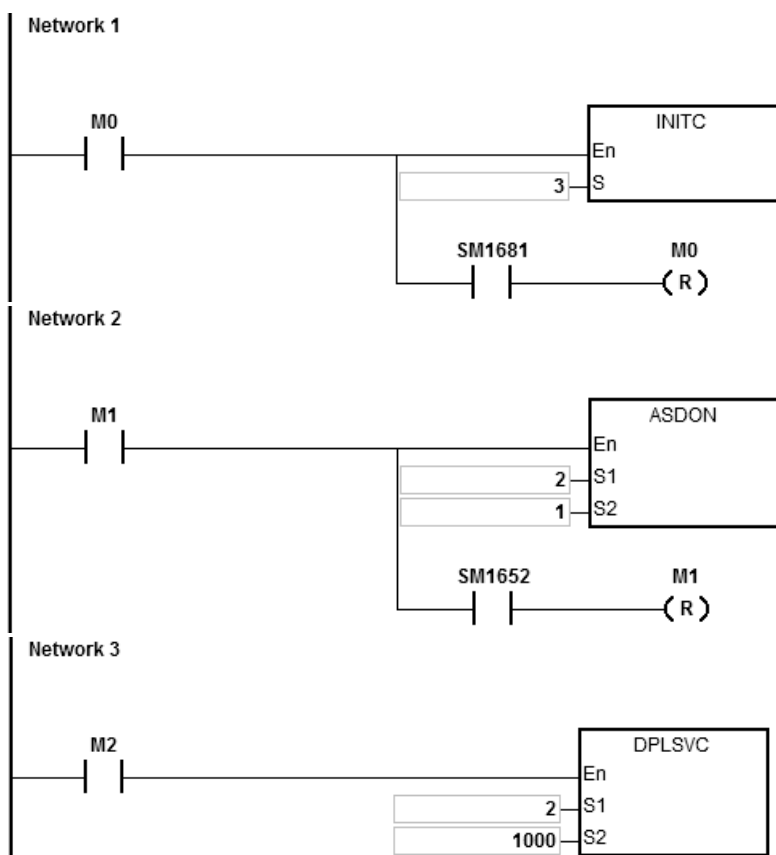 Network 1
M0
INITC
En
3 S
SM1681 M0
( R )
Network 2
M1
ASDON
En
2 S1
1 S2
SM1652 M1
( R )
Network 3
M2
DPLSVC
En
2 S1
1000 S2